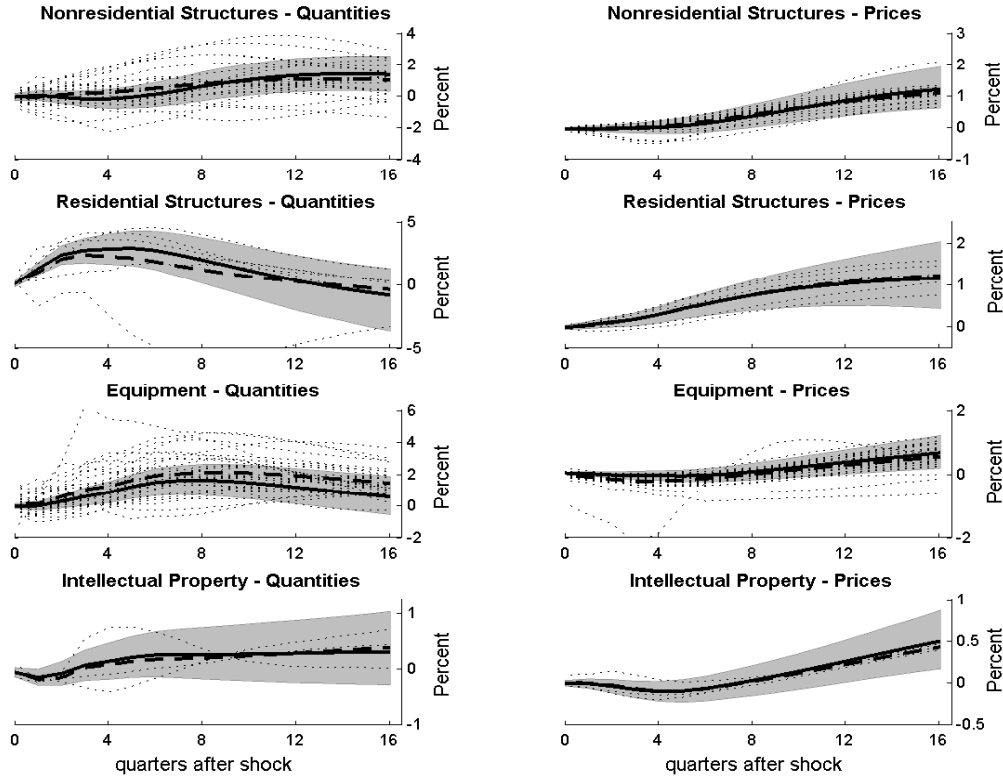 Nonresidential Structures - Quantities
4
2
0
-2
-4
Percent
0 4 8 12 16
Nonresidential Structures - Prices
3
2
1
0
-1
Percent
0 4 8 12 16
Residential Structures - Quantities
5
0
-5
Percent
0 4 8 12 16
Residential Structures - Prices
2
1
0
Percent
0 4 8 12 16
Equipment - Quantities
6
4
2
0
-2
Percent
0 4 8 12 16
Equipment - Prices
2
0
-2
Percent
0 4 8 12 16
Intellectual Property - Quantities
1
0
-1
Percent
0 4 8 12 16
quarters after shock
Intellectual Property - Prices
1
0.5
0
-0.5
Percent
0 4 8 12 16
quarters after shock